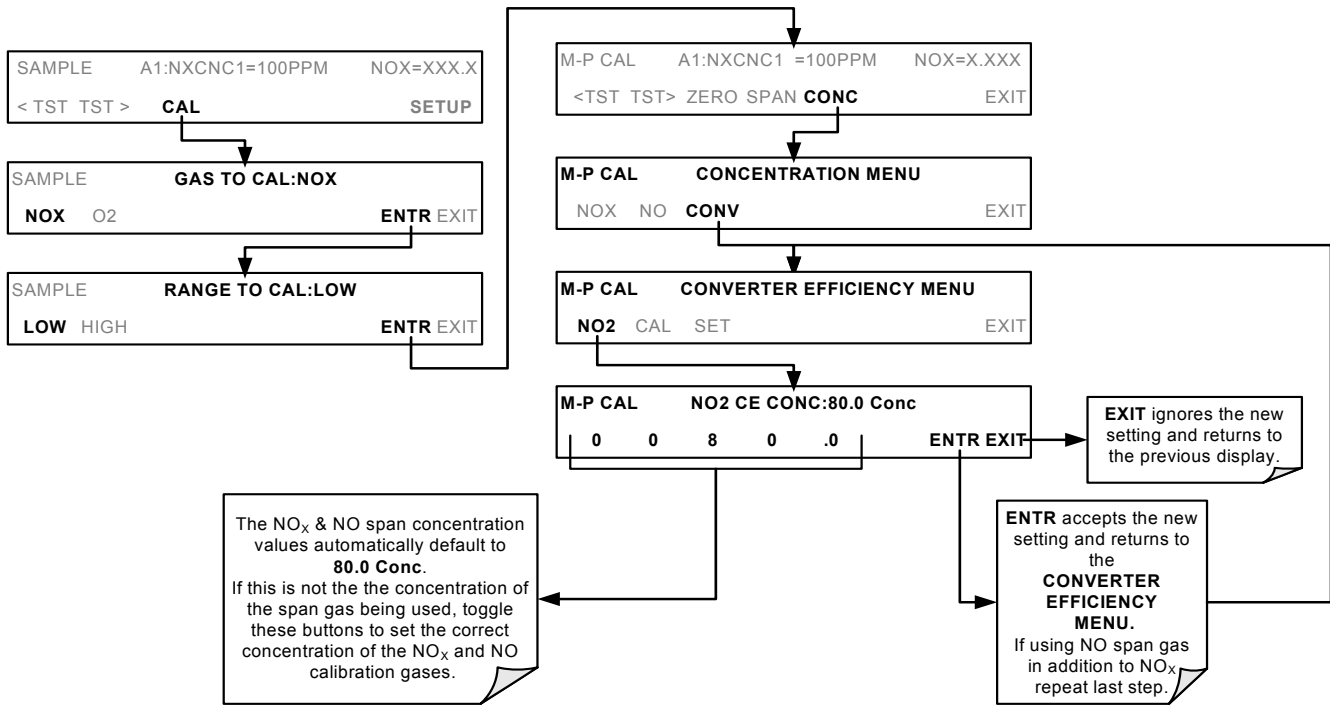 SAMPLE A1:NXCNC1=100PPM NOX=XXX.X
< TST TST > CAL SETUP
SAMPLE GAS TO CAL:NOX
NOX O2 ENTR EXIT
SAMPLE RANGE TO CAL:LOW
LOW HIGH ENTR EXIT
M-P CAL A1:NXCNC1 =100PPM NOX=X.XXX
<TST TST> ZERO SPAN CONC EXIT
M-P CAL CONCENTRATION MENU
NOX NO CONV EXIT
M-P CAL CONVERTER EFFICIENCY MENU
NO2 CAL SET EXIT
M-P CAL NO2 CE CONC:80.0 Conc
0 0 8 0 .0 ENTR EXIT
EXIT ignores the new
setting and returns to
the previous display.
The NOX & NO span concentration
values automatically default to
80.0 Conc.
If this is not the the concentration of
the span gas being used, toggle
these buttons to set the correct
concentration of the NOX and NO
calibration gases.
ENTR accepts the new
setting and returns to
the
CONVERTER
EFFICIENCY
MENU.
If using NO span gas
in addition to NOX
repeat last step.